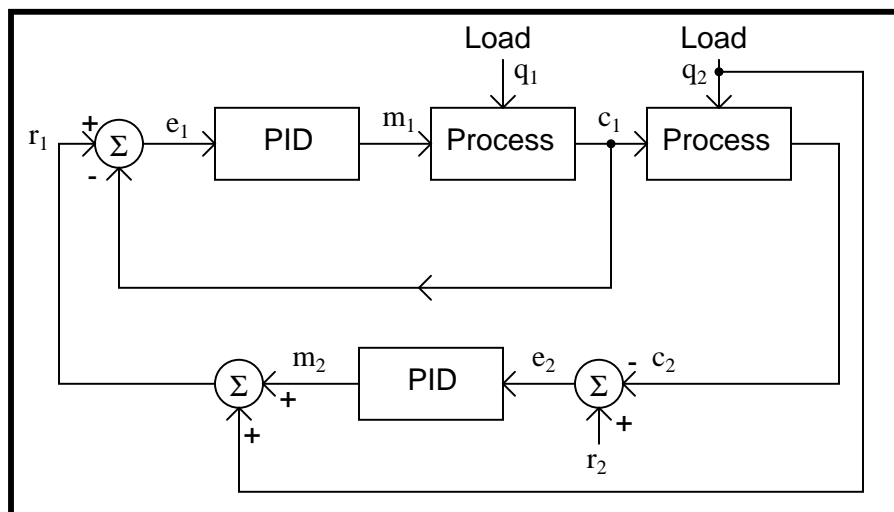 Load Load
q₁ q₂
r₁ + Σ - e₁ PID m₁ Process c₁ Process
m₂ PID e₂ - c₂
Σ + + Σ +
r₂